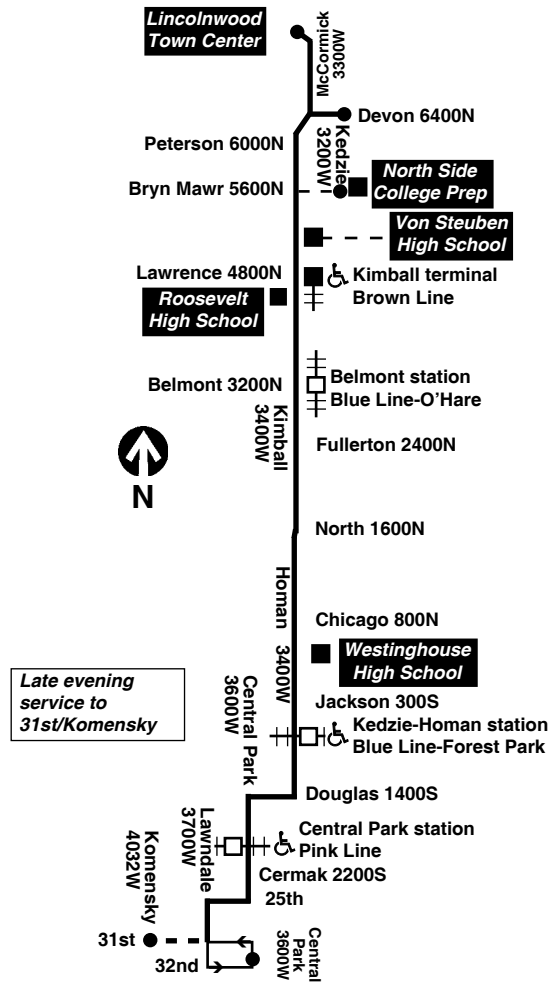 Lincolnwood
Town Center
McCormick
3300W
Devon 6400N
Peterson 6000N
Kedzie
3200W
Bryn Mawr 5600N
North Side
College Prep
Von Steuben
High School
Lawrence 4800N
Kimball terminal
Brown Line
Roosevelt
High School
Belmont 3200N
Belmont station
Blue Line-O'Hare
Kimball
3400W
Fullerton 2400N
N
North 1600N
Homan 3400W
Chicago 800N
Westinghouse
High School
Late evening
service to
31st/Komensky
Central Park
3600W
Jackson 300S
Kedzie-Homan station
Blue Line-Forest Park
Douglas 1400S
Lawndale
3700W
Central Park station
Pink Line
Komensky
4032W
Cermak 2200S
25th
31st
32nd
Central
Park
3600W